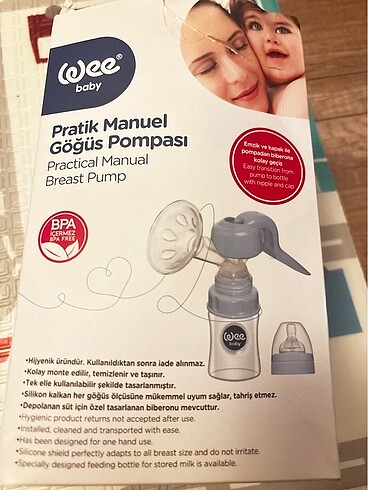 Wee®
baby
Pratik Manuel
Göğüs Pompası
Practical Manual
Breast Pump
Emzik ve kapak ile
pompadan biberona
kolay geçiş
Easy transition from
pump to bottle
with nipple and cap
BPA
İÇERMEZ
BPA FREE
Wee
baby
•Hijyenik üründür. Kullanıldıktan sonra iade alınmaz.
•Kolay monte edilir, temizlenir ve taşınır.
•Tek elle kullanılabilir şekilde tasarlanmıştır.
•Silikon kalkan her göğüs ölçüsüne mükemmel uyum sağlar, tahriş etmez.
•Depolanan süt için özel tasarlanan biberonu mevcuttur.
•Hygienic product returns not accepted after use.
•Installed, cleaned and transported with ease.
•Has been designed for one hand use.
•Silicone shield perfectly adapts to all breast size and do not irritate.
•Specially designed feeding bottle for stored milk is available.